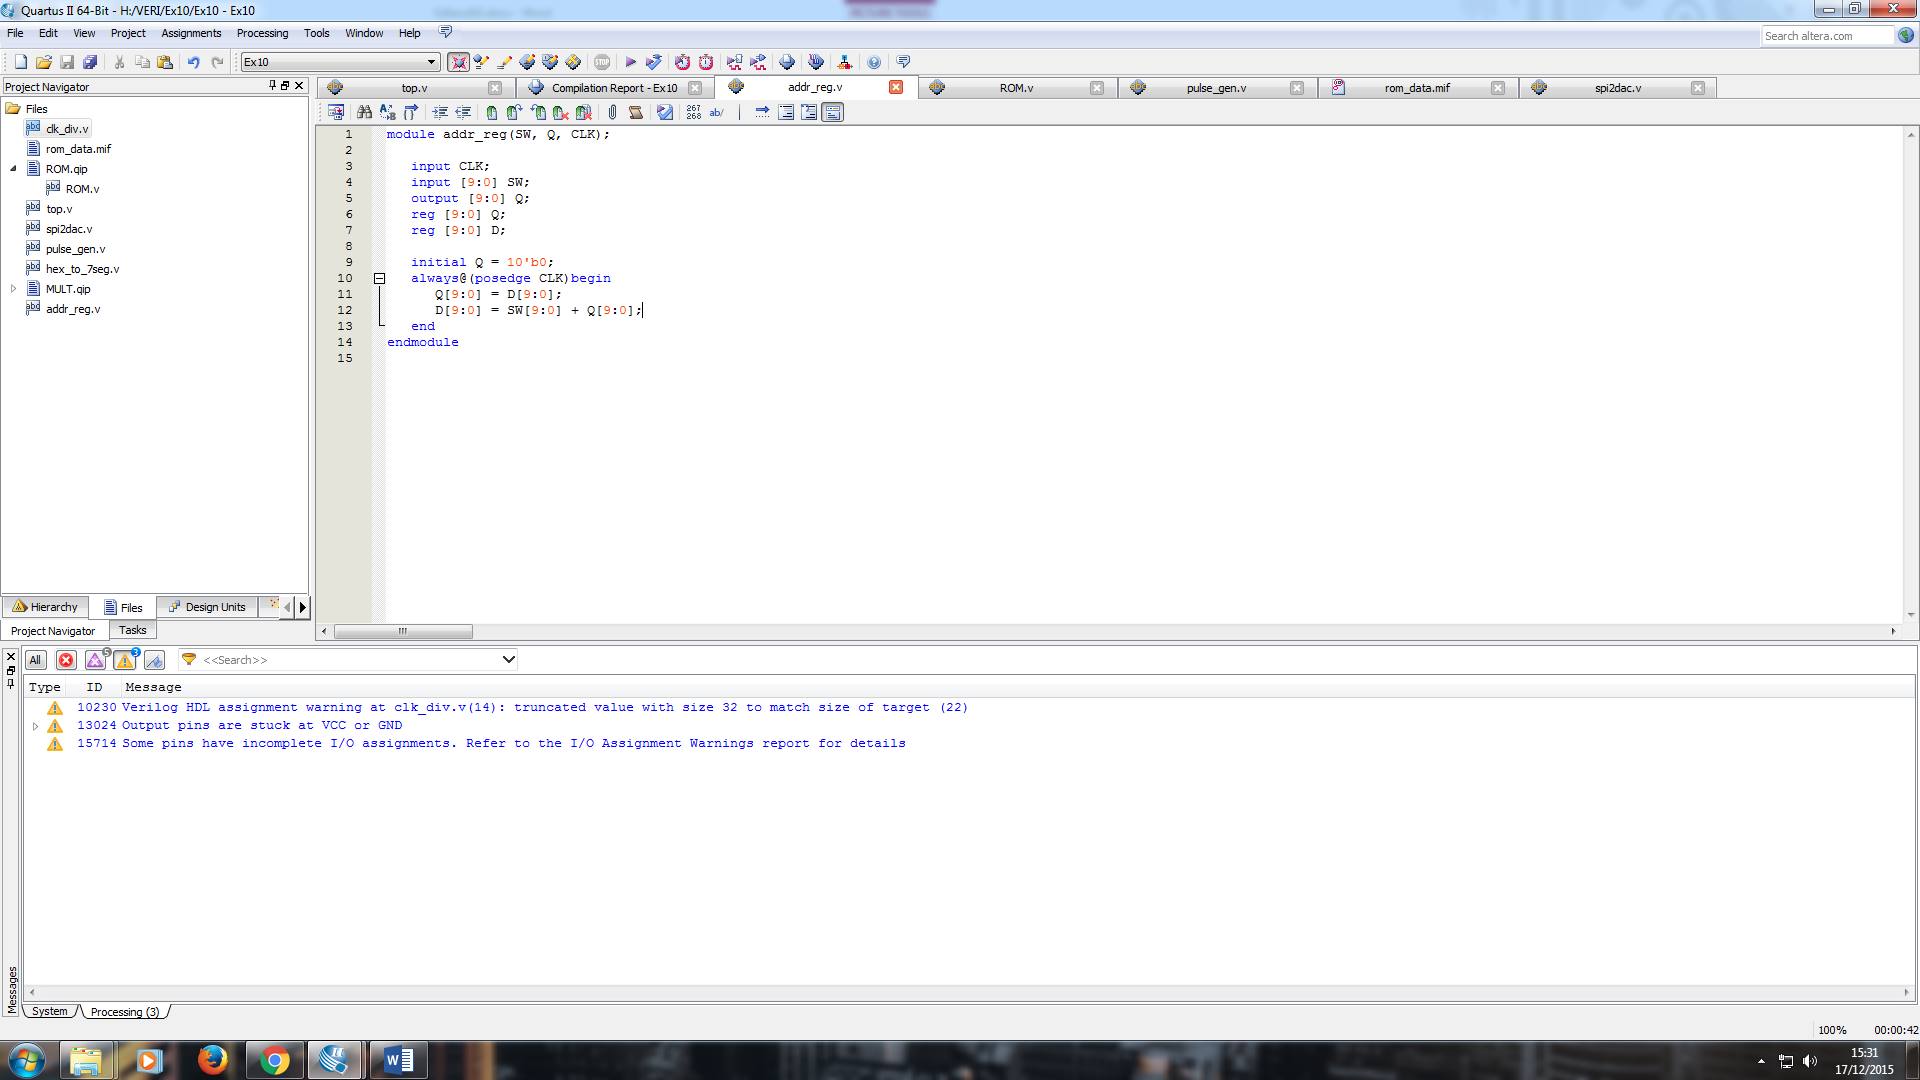 Quartus II 64-Bit - H:/VERI/Ex10/Ex10 - Ex10
File Edit View Project Assignments Processing Tools Window Help
Search altera.com
Ex10
STOP
Project Navigator
top.v
Compilation Report - Ex10
addr_reg.v
ROM.v
pulse_gen.v
rom_data.mif
spi2dac.v
267
268
ab/
Files
clk_div.v
rom_data.mif
ROM.qip
ROM.v
top.v
spi2dac.v
pulse_gen.v
hex_to_7seg.v
MULT.qip
addr_reg.v
1 module addr_reg(SW, Q, CLK);
2
3 input CLK;
4 input [9:0] SW;
5 output [9:0] Q;
6 reg [9:0] Q;
7 reg [9:0] D;
8
9 initial Q = 10'b0;
10 always@(posedge CLK)begin
11 Q[9:0] = D[9:0];
12 D[9:0] = SW[9:0] + Q[9:0];
13 end
14 endmodule
15
Hierarchy Files Design Units
Project Navigator Tasks
All 5 3 <<Search>>
Type ID Message
10230 Verilog HDL assignment warning at clk_div.v(14): truncated value with size 32 to match size of target (22)
13024 Output pins are stuck at VCC or GND
15714 Some pins have incomplete I/O assignments. Refer to the I/O Assignment Warnings report for details
Messages
System Processing (3)
100% 00:00:42
15:31
17/12/2015